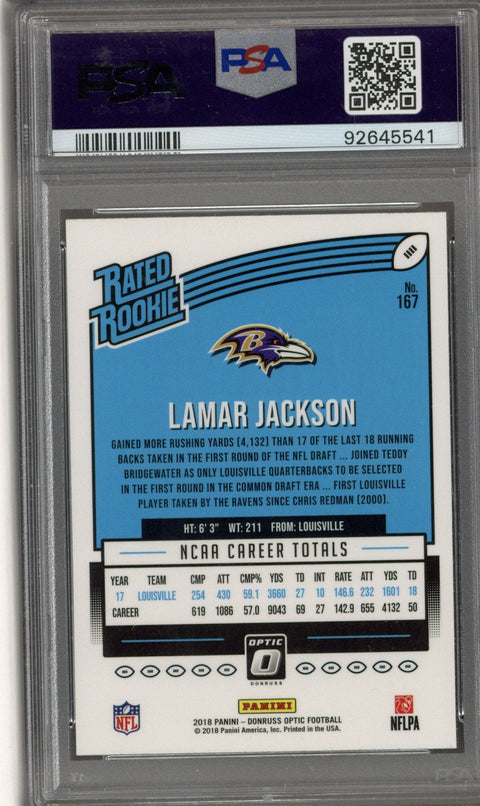 PSA
PSA
92645541
RATED
ROOKIE
No.
167
B
LAMAR JACKSON
GAINED MORE RUSHING YARDS (4,132) THAN 17 OF THE LAST 18 RUNNING
BACKS TAKEN IN THE FIRST ROUND OF THE NFL DRAFT ... JOINED TEDDY
BRIDGEWATER AS ONLY LOUISVILLE QUARTERBACKS TO BE SELECTED
IN THE FIRST ROUND IN THE COMMON DRAFT ERA ... FIRST LOUISVILLE
PLAYER TAKEN BY THE RAVENS SINCE CHRIS REDMAN (2000).
HT: 6' 3" WT: 211 FROM: LOUISVILLE
NCAA CAREER TOTALS
YEAR TEAM CMP ATT CMP% YDS TD INT RATE ATT YDS TD
17 LOUISVILLE 254 430 59.1 3660 27 10 146.6 232 1601 18
CAREER 619 1086 57.0 9043 69 27 142.9 655 4132 50
OPTIC
DONRUSS
PANINI
NFL
NFLPA
2018 PANINI – DONRUSS OPTIC FOOTBALL
© 2018 Panini America, Inc. Printed in the USA.
PSA